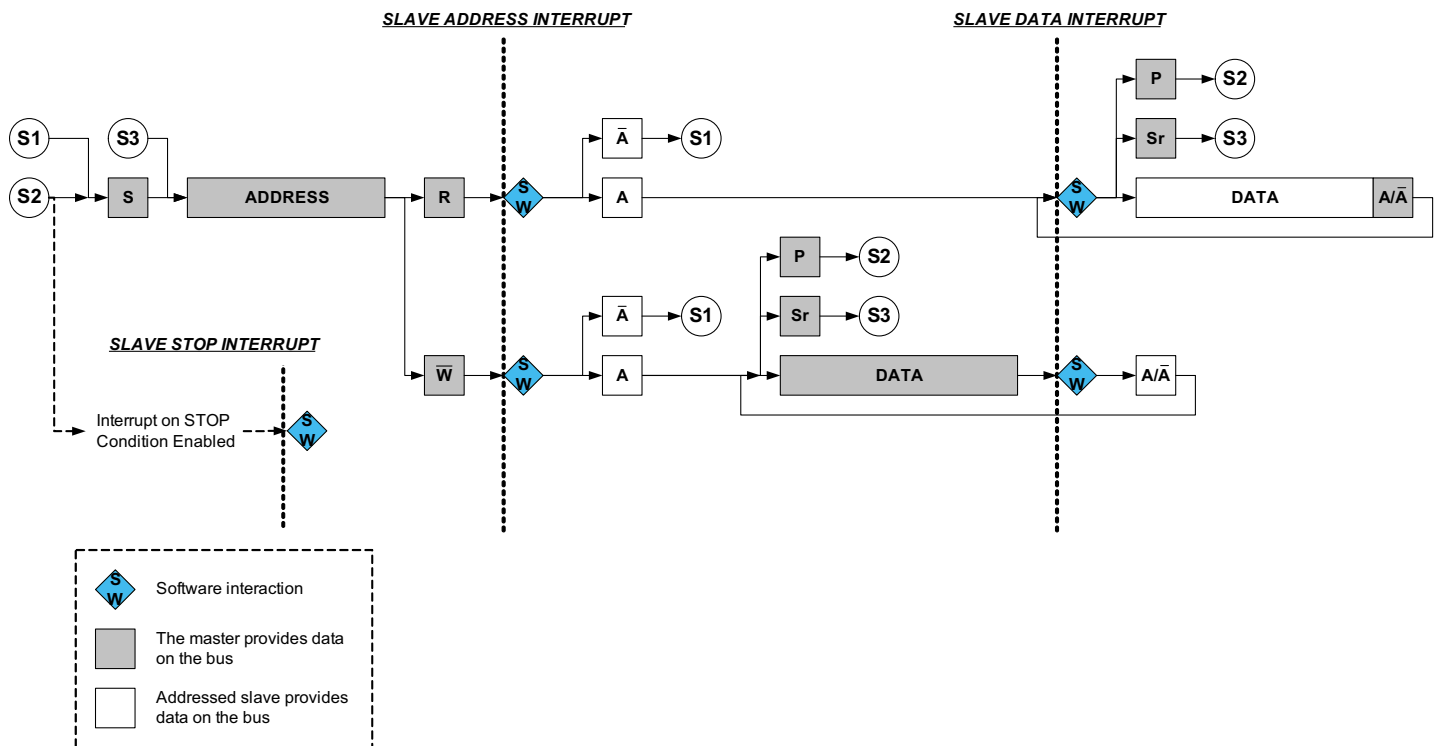 SLAVE ADDRESS INTERRUPT
SLAVE DATA INTERRUPT
P
S2
S1
S3
A̅
S1
Sr
S3
S2
S
ADDRESS
R
S
W
A
S
W
DATA
A/A̅
P
S2
A̅
S1
Sr
S3
SLAVE STOP INTERRUPT
W̅
S
W
A
DATA
S
W
A/A̅
Interrupt on STOP
Condition Enabled
S
W
S
W
Software interaction
The master provides data
on the bus
Addressed slave provides
data on the bus